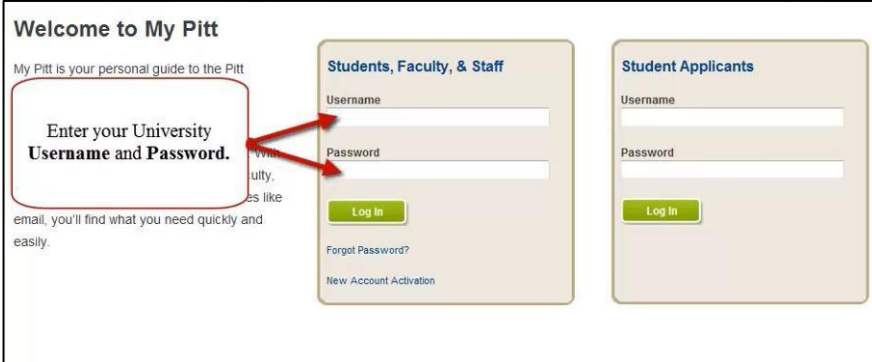 Welcome to My Pitt
My Pitt is your personal guide to the Pitt
Enter your University
Username and Password.
with
ulty,
es like
email, you'll find what you need quickly and
easily.
Students, Faculty, & Staff
Username
Password
Log In
Forgot Password?
New Account Activation
Student Applicants
Username
Password
Log In